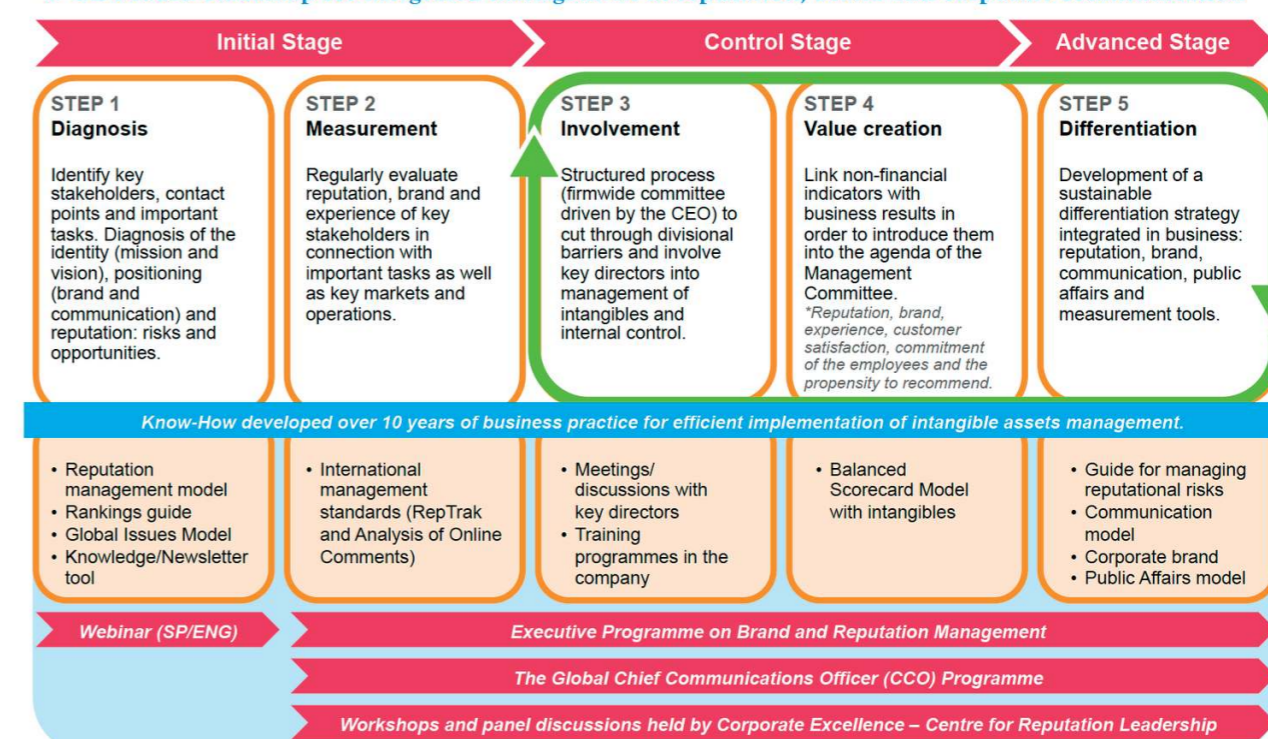 Initial Stage
Control Stage
Advanced Stage
STEP 1
Diagnosis
Identify key
stakeholders, contact
points and important
tasks. Diagnosis of the
identity (mission and
vision), positioning
(brand and
communication) and
reputation: risks and
opportunities.
STEP 2
Measurement
Regularly evaluate
reputation, brand and
experience of key
stakeholders in
connection with
important tasks as well
as key markets and
operations.
STEP 3
Involvement
Structured process
(firmwide committee
driven by the CEO) to
cut through divisional
barriers and involve
key directors into
management of
intangibles and
internal control.
STEP 4
Value creation
Link non-financial
indicators with
business results in
order to introduce them
into the agenda of the
Management
Committee.
*Reputation, brand,
experience, customer
satisfaction, commitment
of the employees and the
propensity to recommend.
STEP 5
Differentiation
Development of a
sustainable
differentiation strategy
integrated in business:
reputation, brand,
communication, public
affairs and
measurement tools.
Know-How developed over 10 years of business practice for efficient implementation of intangible assets management.
• Reputation
management model
• Rankings guide
• Global Issues Model
• Knowledge/Newsletter
tool
• International
management
standards (RepTrak
and Analysis of Online
Comments)
• Meetings/
discussions with
key directors
• Training
programmes in the
company
• Balanced
Scorecard Model
with intangibles
• Guide for managing
reputational risks
• Communication
model
• Corporate brand
• Public Affairs model
Webinar (SP/ENG)
Executive Programme on Brand and Reputation Management
The Global Chief Communications Officer (CCO) Programme
Workshops and panel discussions held by Corporate Excellence – Centre for Reputation Leadership